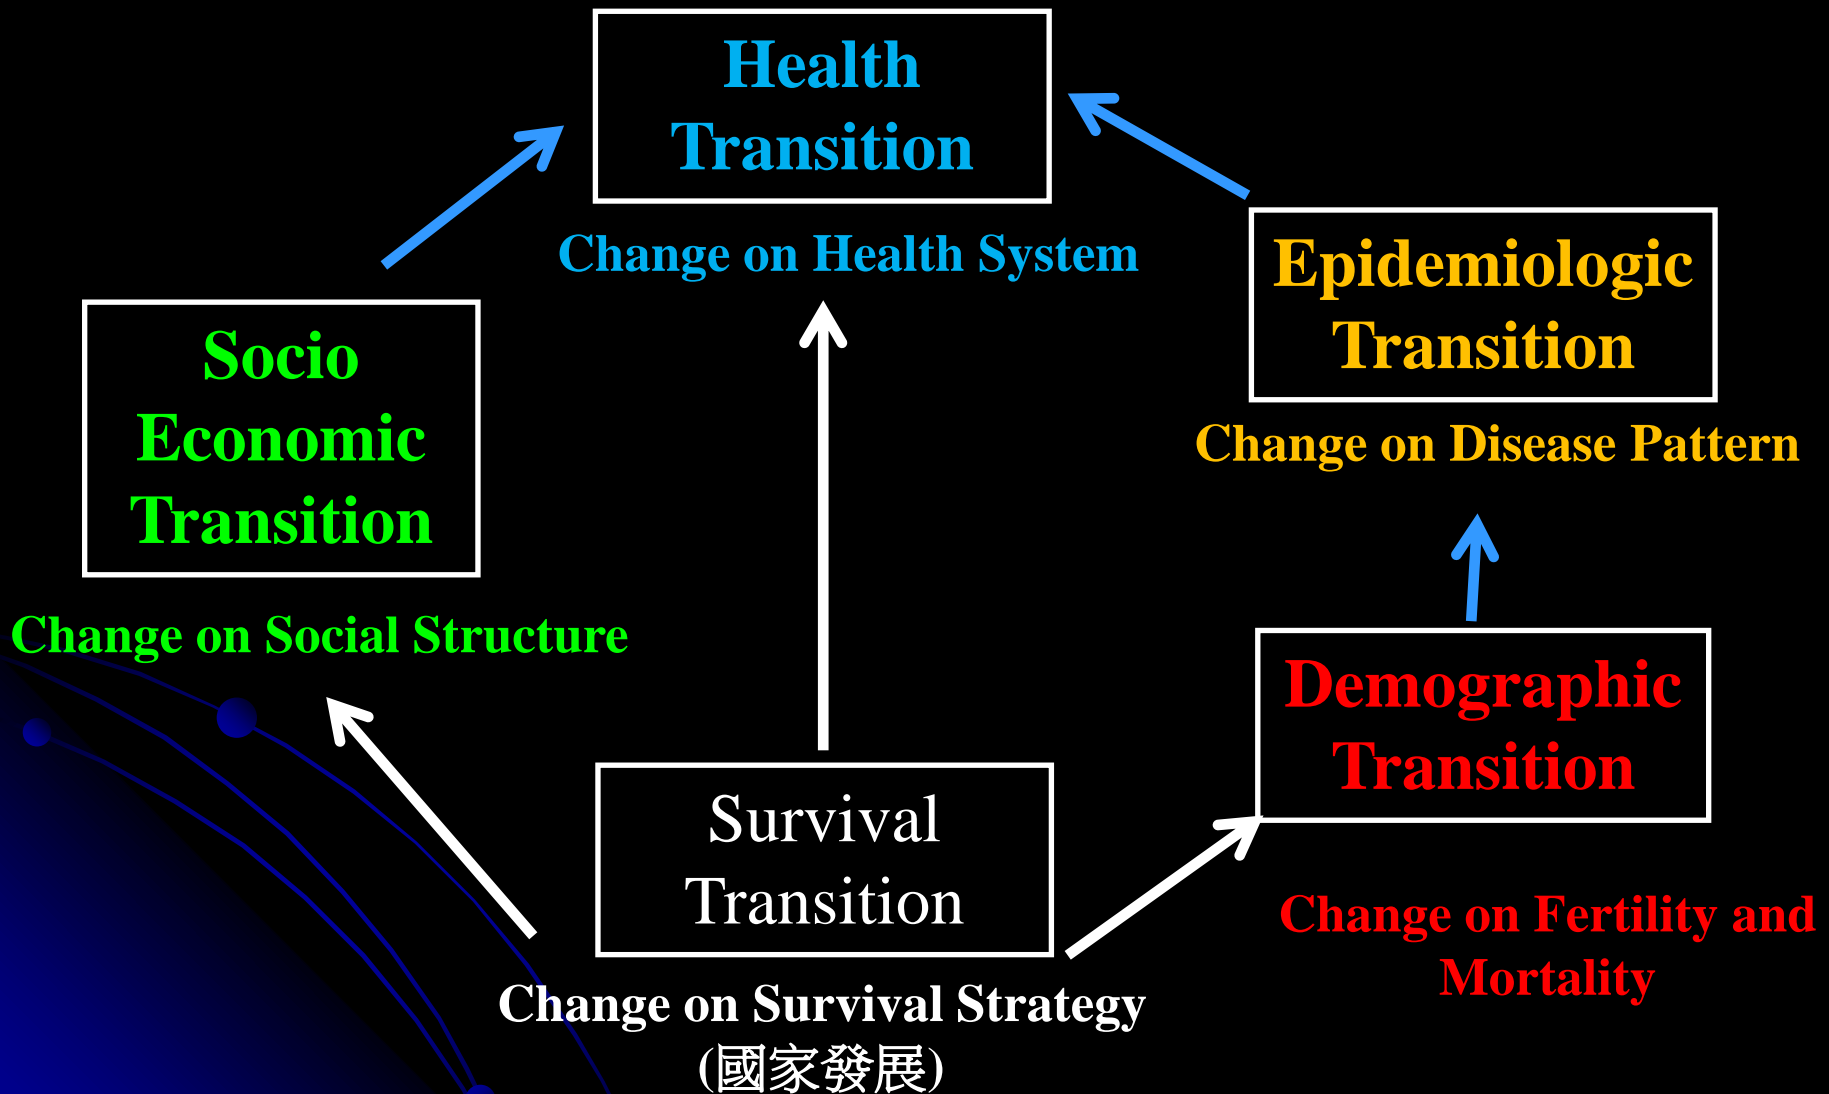 Health
Transition
Change on Health System
Epidemiologic
Transition
Change on Disease Pattern
Socio
Economic
Transition
Change on Social Structure
Demographic
Transition
Change on Fertility and
Mortality
Survival
Transition
Change on Survival Strategy
(國家發展)